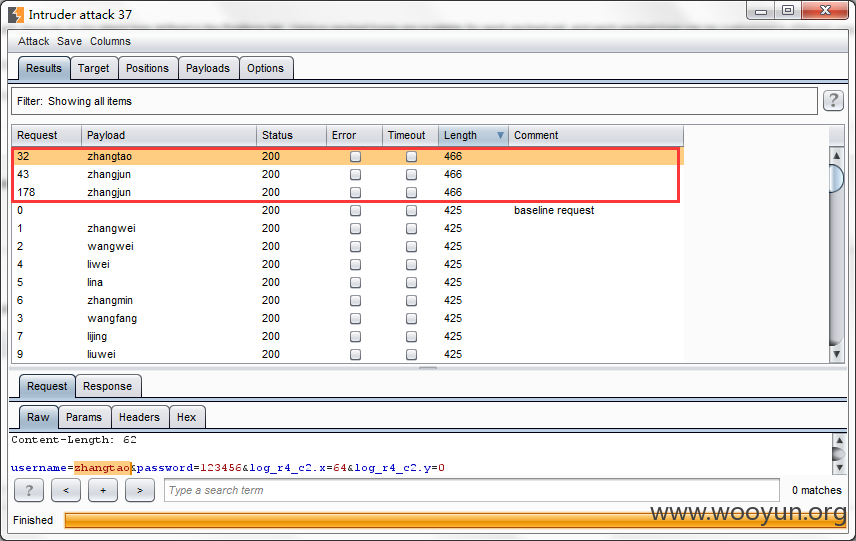 Intruder attack 37
Attack Save Columns
Results Target Positions Payloads Options
Filter: Showing all items ?
Request Payload Status Error Timeout Length Comment
32 zhangtao 200 466
43 zhangjun 200 466
178 zhangjun 200 466
0 200 425 baseline request
1 zhangwei 200 425
2 wangwei 200 425
4 liwei 200 425
5 lina 200 425
6 zhangmin 200 425
3 wangfang 200 425
7 lijing 200 425
9 liuwei 200 425
Request Response
Raw Params Headers Hex
Content-Length: 62
username=zhangtao&password=123456&log_r4_c2.x=64&log_r4_c2.y=0
? < + > Type a search term 0 matches
www.wooyun.org
Finished